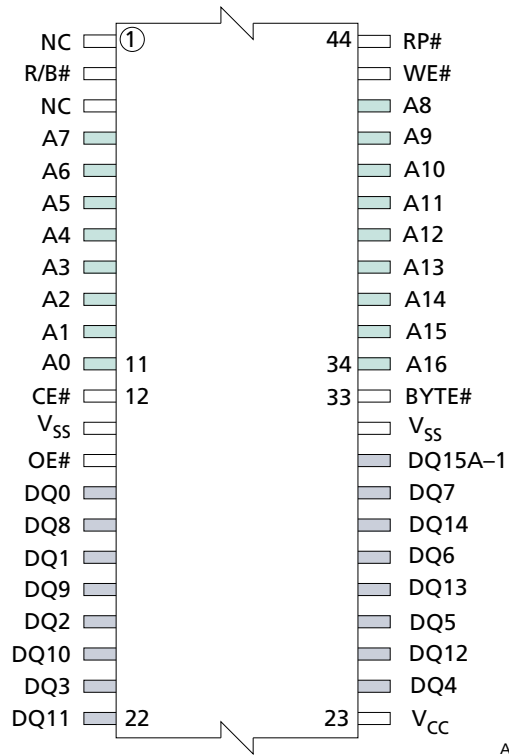 NC ① 44 RP#
R/B# WE#
NC A8
A7 A9
A6 A10
A5 A11
A4 A12
A3 A13
A2 A14
A1 A15
A0 11 34 A16
CE# 12 33 BYTE#
VSS VSS
OE# DQ15A–1
DQ0 DQ7
DQ8 DQ14
DQ1 DQ6
DQ9 DQ13
DQ2 DQ5
DQ10 DQ12
DQ3 DQ4
DQ11 22 23 VCC
A